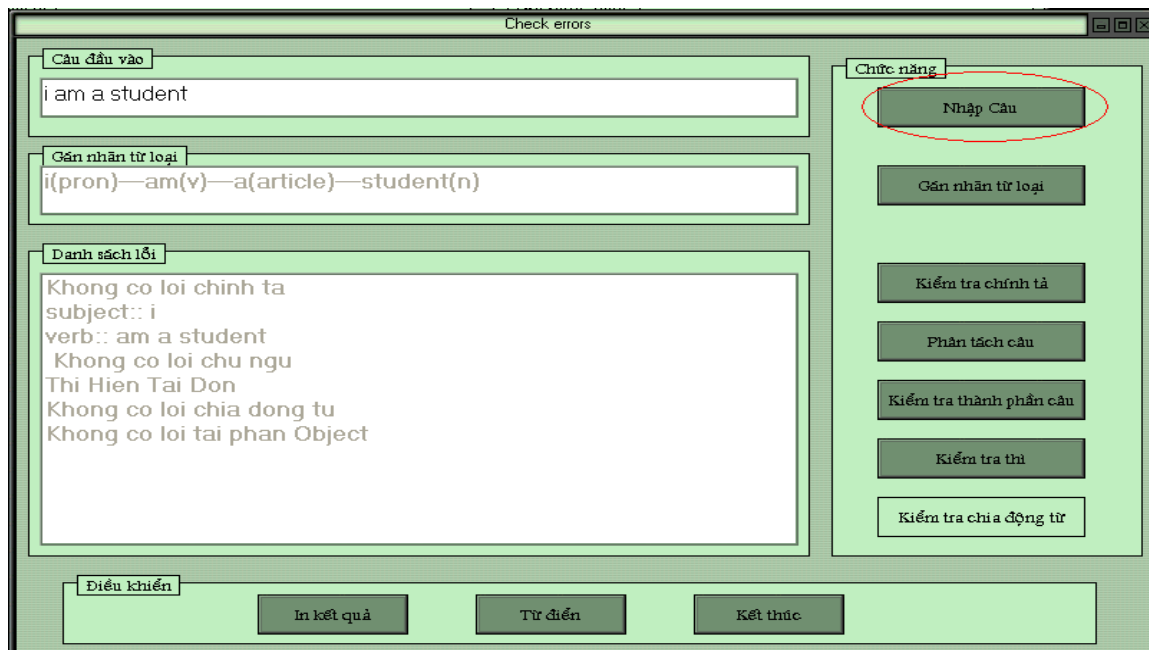 Check errors
Câu đầu vào
i am a student
Gán nhãn từ loại
i(pron)—am(v)—a(article)—student(n)
Danh sách lỗi
Khong co loi chinh ta
subject:: i
verb:: am a student
Khong co loi chu ngu
Thi Hien Tai Don
Khong co loi chia dong tu
Khong co loi tai phan Object
Chức năng
Nhập Câu
Gán nhãn từ loại
Kiểm tra chính tả
Phân tách câu
Kiểm tra thành phần câu
Kiểm tra thì
Kiểm tra chia động từ
Điều khiển
In kết quả
Từ điển
Kết thúc